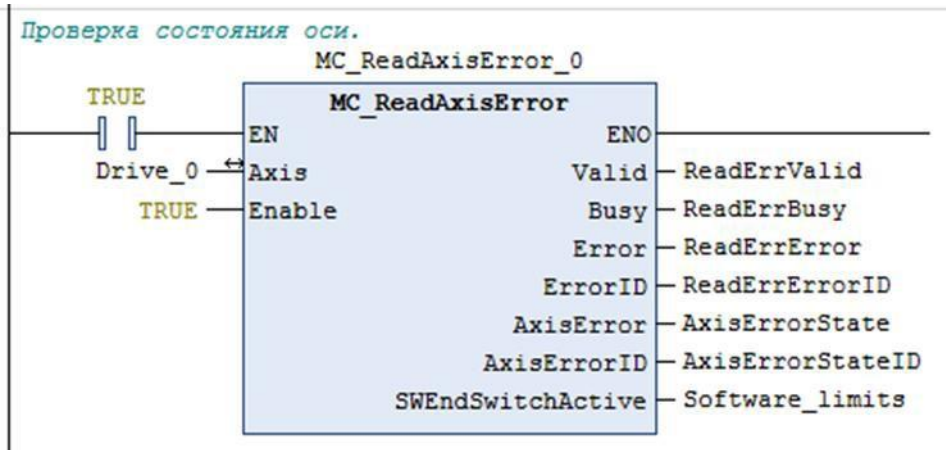 Проверка состояния оси.
MC_ReadAxisError_0
TRUE
MC_ReadAxisError
EN ENO
Drive_0 Axis Valid ReadErrValid
TRUE Enable Busy ReadErrBusy
Error ReadErrError
ErrorID ReadErrErrorID
AxisError AxisErrorState
AxisErrorID AxisErrorStateID
SWEndSwitchActive Software_limits